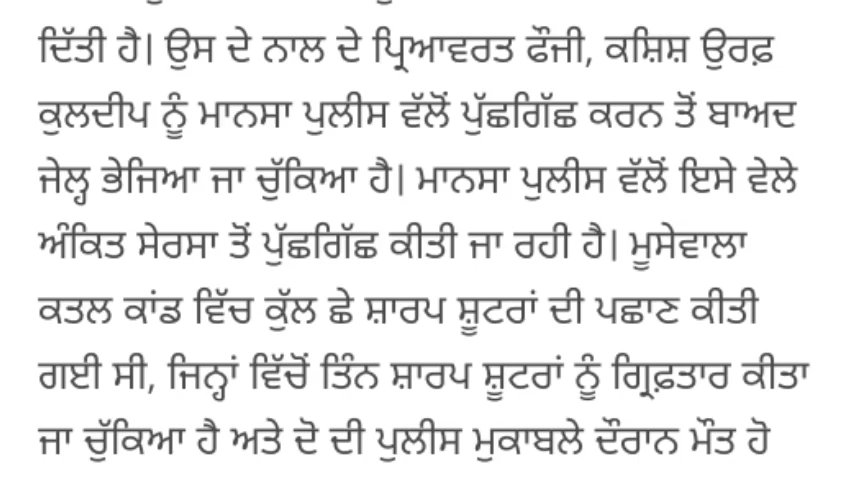 ਦਿੱਤੀ ਹੈ। ਉਸ ਦੇ ਨਾਲ ਦੇ ਪ੍ਰਿਆਵਰਤ ਫੌਜੀ, ਕਸ਼ਿਸ਼ ਉਰਫ਼
ਕੁਲਦੀਪ ਨੂੰ ਮਾਨਸਾ ਪੁਲੀਸ ਵੱਲੋਂ ਪੁੱਛਗਿੱਛ ਕਰਨ ਤੋਂ ਬਾਅਦ
ਜੇਲ੍ਹ ਭੇਜਿਆ ਜਾ ਚੁੱਕਿਆ ਹੈ। ਮਾਨਸਾ ਪੁਲੀਸ ਵੱਲੋਂ ਇਸੇ ਵੇਲੇ
ਅੰਕਿਤ ਸੇਰਸਾ ਤੋਂ ਪੁੱਛਗਿੱਛ ਕੀਤੀ ਜਾ ਰਹੀ ਹੈ। ਮੂਸੇਵਾਲਾ
ਕਤਲ ਕਾਂਡ ਵਿੱਚ ਕੁੱਲ ਛੇ ਸ਼ਾਰਪ ਸ਼ੂਟਰਾਂ ਦੀ ਪਛਾਣ ਕੀਤੀ
ਗਈ ਸੀ, ਜਿਨ੍ਹਾਂ ਵਿੱਚੋਂ ਤਿੰਨ ਸ਼ਾਰਪ ਸ਼ੂਟਰਾਂ ਨੂੰ ਗ੍ਰਿਫ਼ਤਾਰ ਕੀਤਾ
ਜਾ ਚੁੱਕਿਆ ਹੈ ਅਤੇ ਦੋ ਦੀ ਪੁਲੀਸ ਮੁਕਾਬਲੇ ਦੌਰਾਨ ਮੌਤ ਹੋ